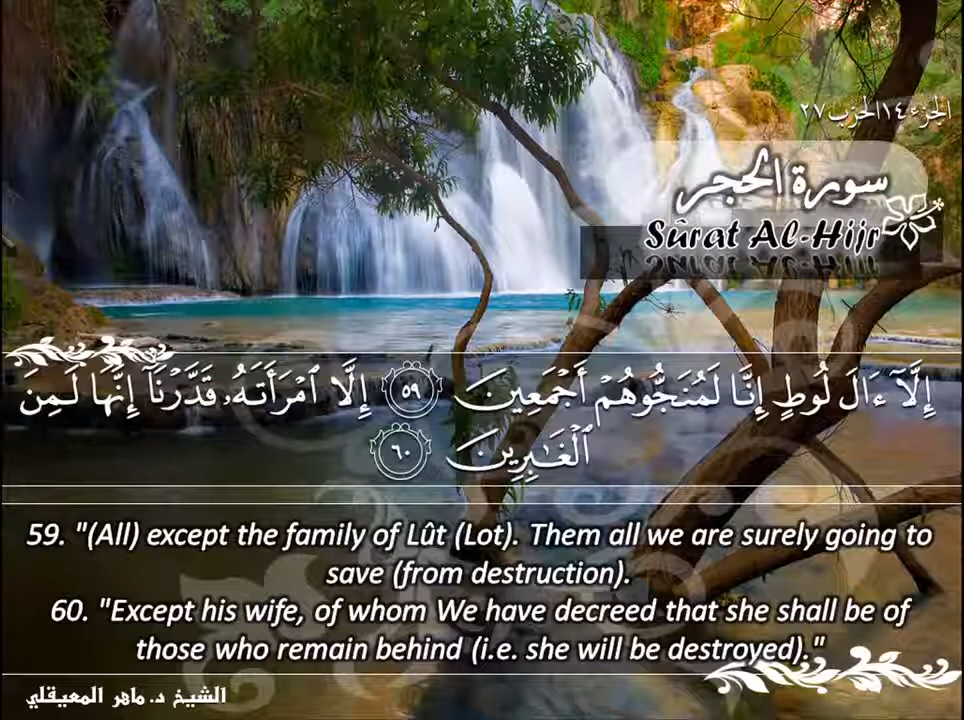 الجزء ١٤ الحزب ٢٧
سورة الحجر
Sûrat Al-Hijr
إِلَّآ ءَالَ لُوطٍ إِنَّا لَمُنَجُّوهُمْ أَجْمَعِينَ ٥٩ إِلَّا ٱمْرَأَتَهُۥ قَدَّرْنَآ إِنَّهَا لَمِنَ
ٱلْغَٰبِرِينَ ٦٠
59. "(All) except the family of Lût (Lot). Them all we are surely going to
save (from destruction).
60. "Except his wife, of whom We have decreed that she shall be of
those who remain behind (i.e. she will be destroyed)."
الشيخ د. ماهر المعيقلي